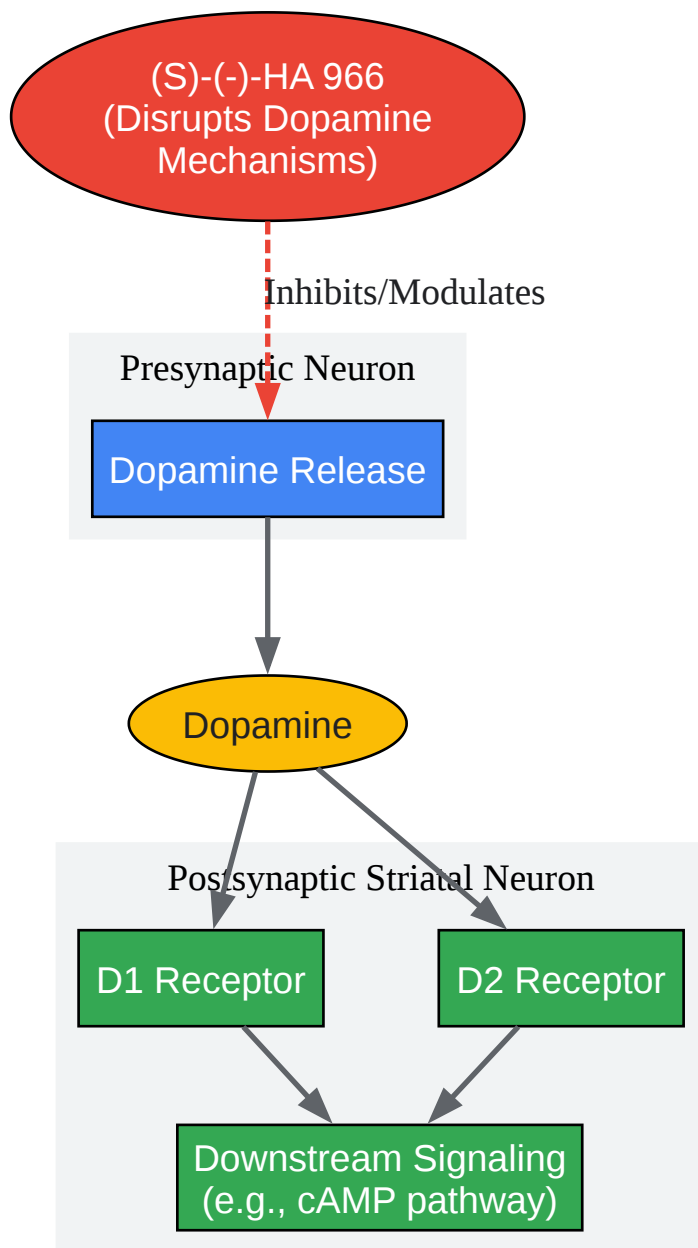 (S)-(-)-HA 966
(Disrupts Dopamine
Mechanisms)
Inhibits/Modulates
Presynaptic Neuron
Dopamine Release
Dopamine
Postsynaptic Striatal Neuron
D1 Receptor
D2 Receptor
Downstream Signaling
(e.g., cAMP pathway)